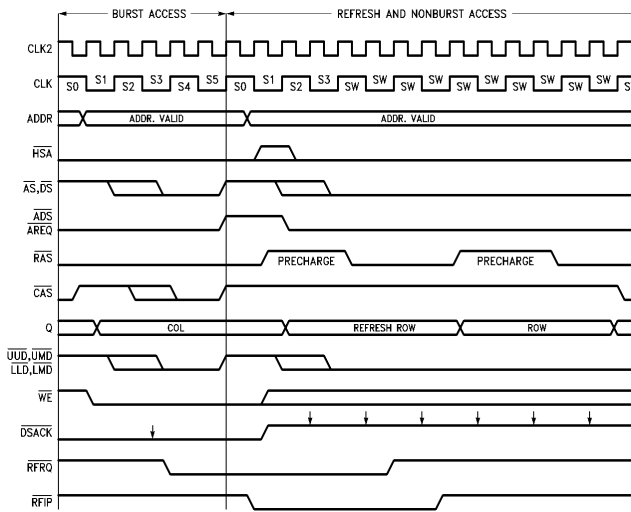 BURST ACCESS
REFRESH AND NONBURST ACCESS
CLK2
CLK S0 S1 S2 S3 S4 S5 S0 S1 S2 S3 SW SW SW SW SW SW SW SW SW SW S
ADDR ADDR. VALID ADDR. VALID
HSA
AS,DS
ADS
AREQ
RAS PRECHARGE PRECHARGE
CAS
Q COL REFRESH ROW ROW
UUD,UMD
LLD,LMD
WE
DSACK
RFRQ
RFIP